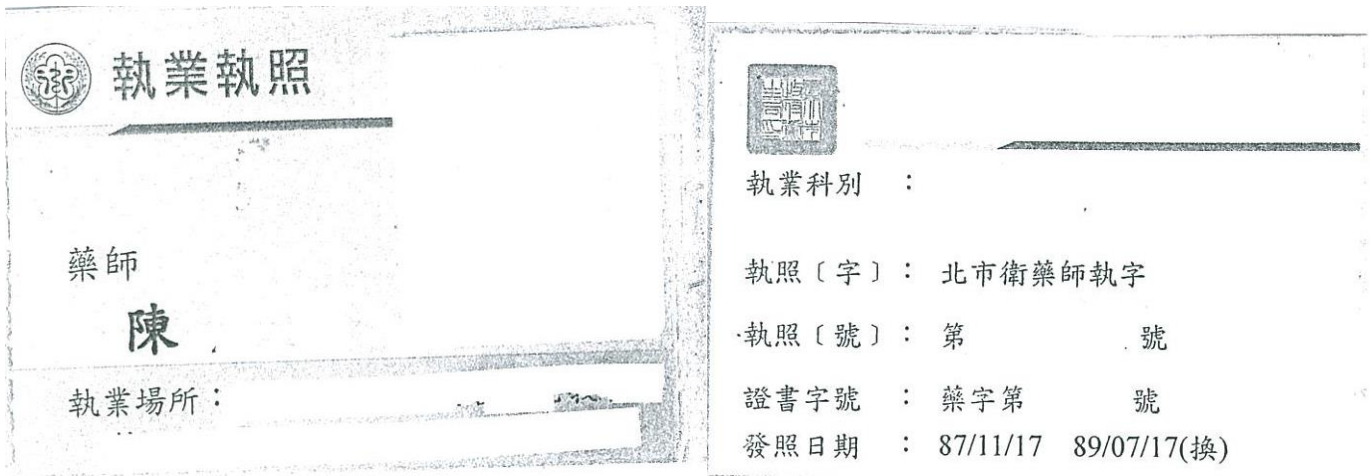 執業執照
藥師
陳
執業場所：
執業科別 ：
執照〔字〕： 北市衛藥師執字
執照〔號〕： 第 號
證書字號 ： 藥字第 號
發照日期 ： 87/11/17 89/07/17(換)